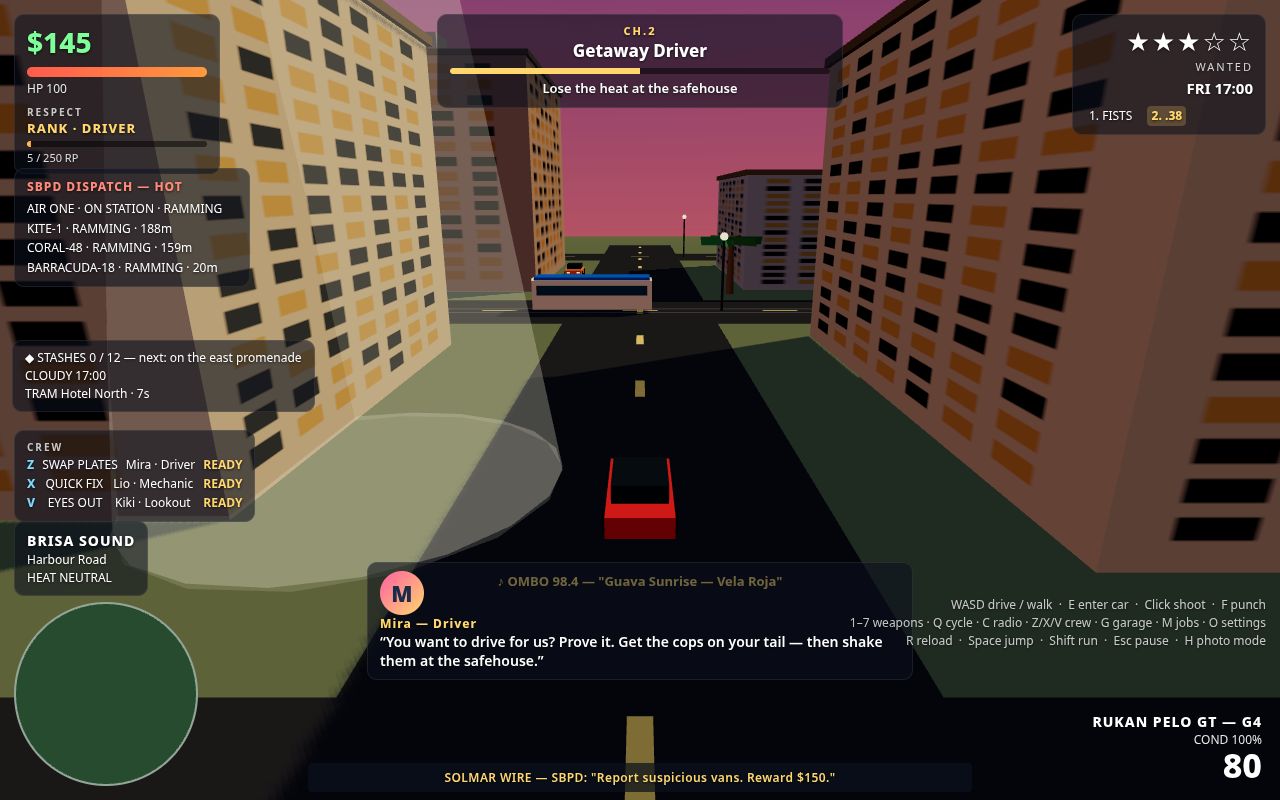 $145
HP 100
RESPECT
RANK · DRIVER
5 / 250 RP
SBPD DISPATCH — HOT
AIR ONE · ON STATION · RAMMING
KITE-1 · RAMMING · 188m
CORAL-48 · RAMMING · 159m
BARRACUDA-18 · RAMMING · 20m
◆ STASHES 0 / 12 — next: on the east promenade
CLOUDY 17:00
TRAM Hotel North · 7s
CREW
Z SWAP PLATES Mira · Driver READY
X QUICK FIX Lio · Mechanic READY
V EYES OUT Kiki · Lookout READY
BRISA SOUND
Harbour Road
HEAT NEUTRAL
CH.2
Getaway Driver
Lose the heat at the safehouse
★★★☆☆
WANTED
FRI 17:00
1. FISTS 2. .38
♪ OMBO 98.4 — "Guava Sunrise — Vela Roja"
M
Mira — Driver
“You want to drive for us? Prove it. Get the cops on your tail — then shake
them at the safehouse.”
WASD drive / walk · E enter car · Click shoot · F punch
1–7 weapons · Q cycle · C radio · Z/X/V crew · G garage · M jobs · O settings
R reload · Space jump · Shift run · Esc pause · H photo mode
RUKAN PELO GT — G4
COND 100%
80
SOLMAR WIRE — SBPD: "Report suspicious vans. Reward $150."